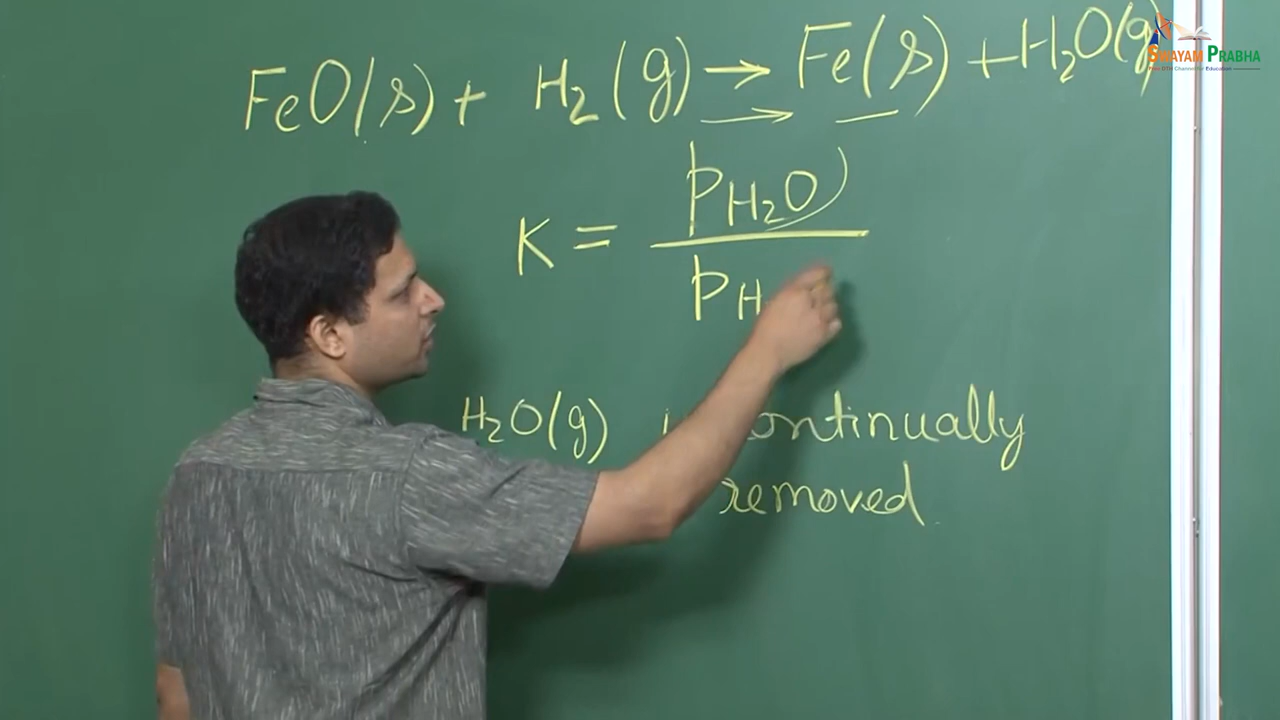 FeO(s) + H₂(g) → Fe(s) + H₂O(g)
→
K = pH₂O / pH
H₂O(g) continually
removed
SWAYAM PRABHA